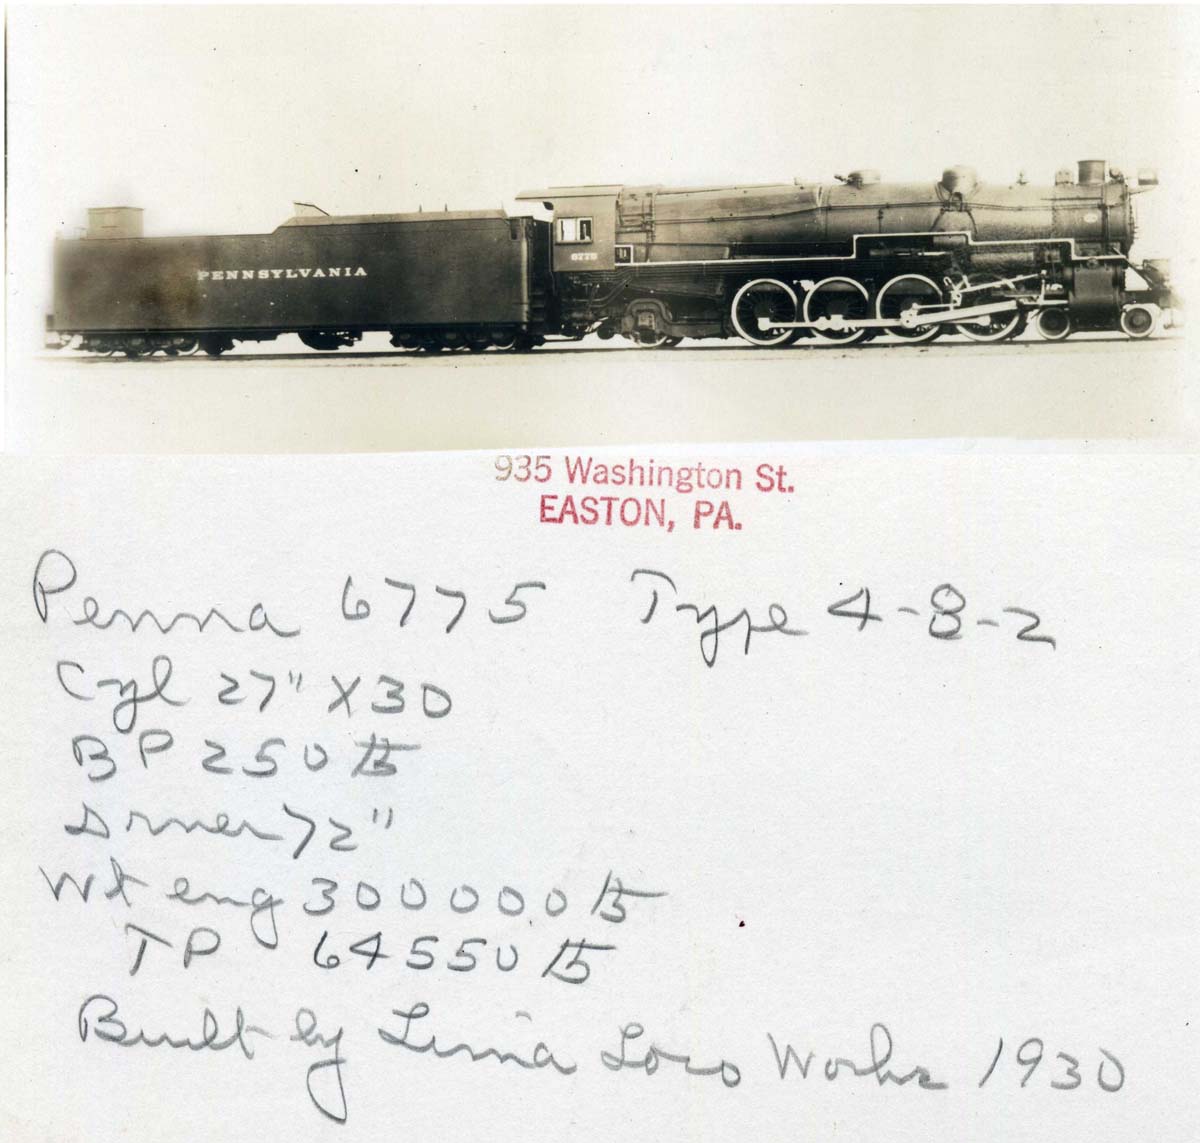 PENNSYLVANIA
6775
935 Washington St.
EASTON, PA.
Penna 6775 Type 4-8-2
Cyl 27" X 30
BP 250 lb
Driver 72"
Wt eng 300000 lb
TP 64550 lb
Built by Lima Loco Works 1930